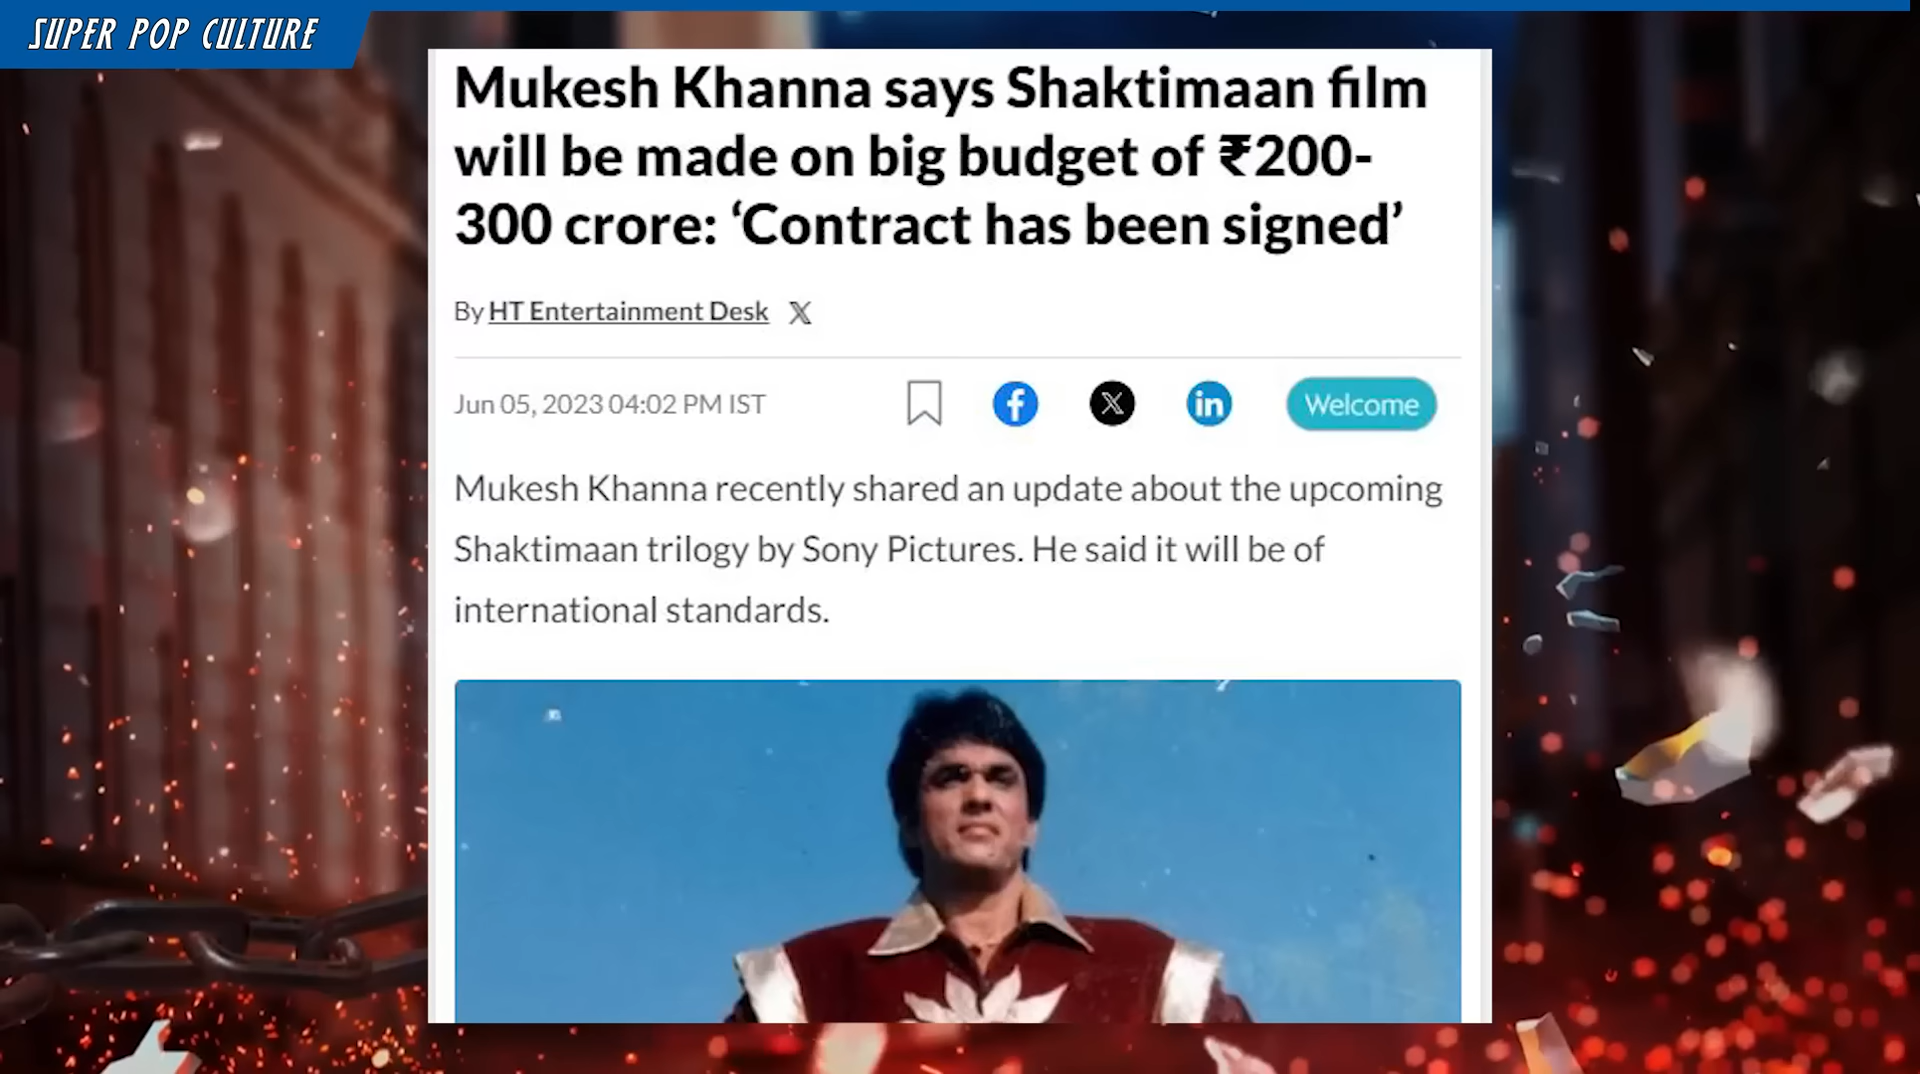 SUPER POP CULTURE
Mukesh Khanna says Shaktimaan film
will be made on big budget of ₹200-
300 crore: ‘Contract has been signed’
By HT Entertainment Desk
Jun 05, 2023 04:02 PM IST
Welcome
Mukesh Khanna recently shared an update about the upcoming
Shaktimaan trilogy by Sony Pictures. He said it will be of
international standards.